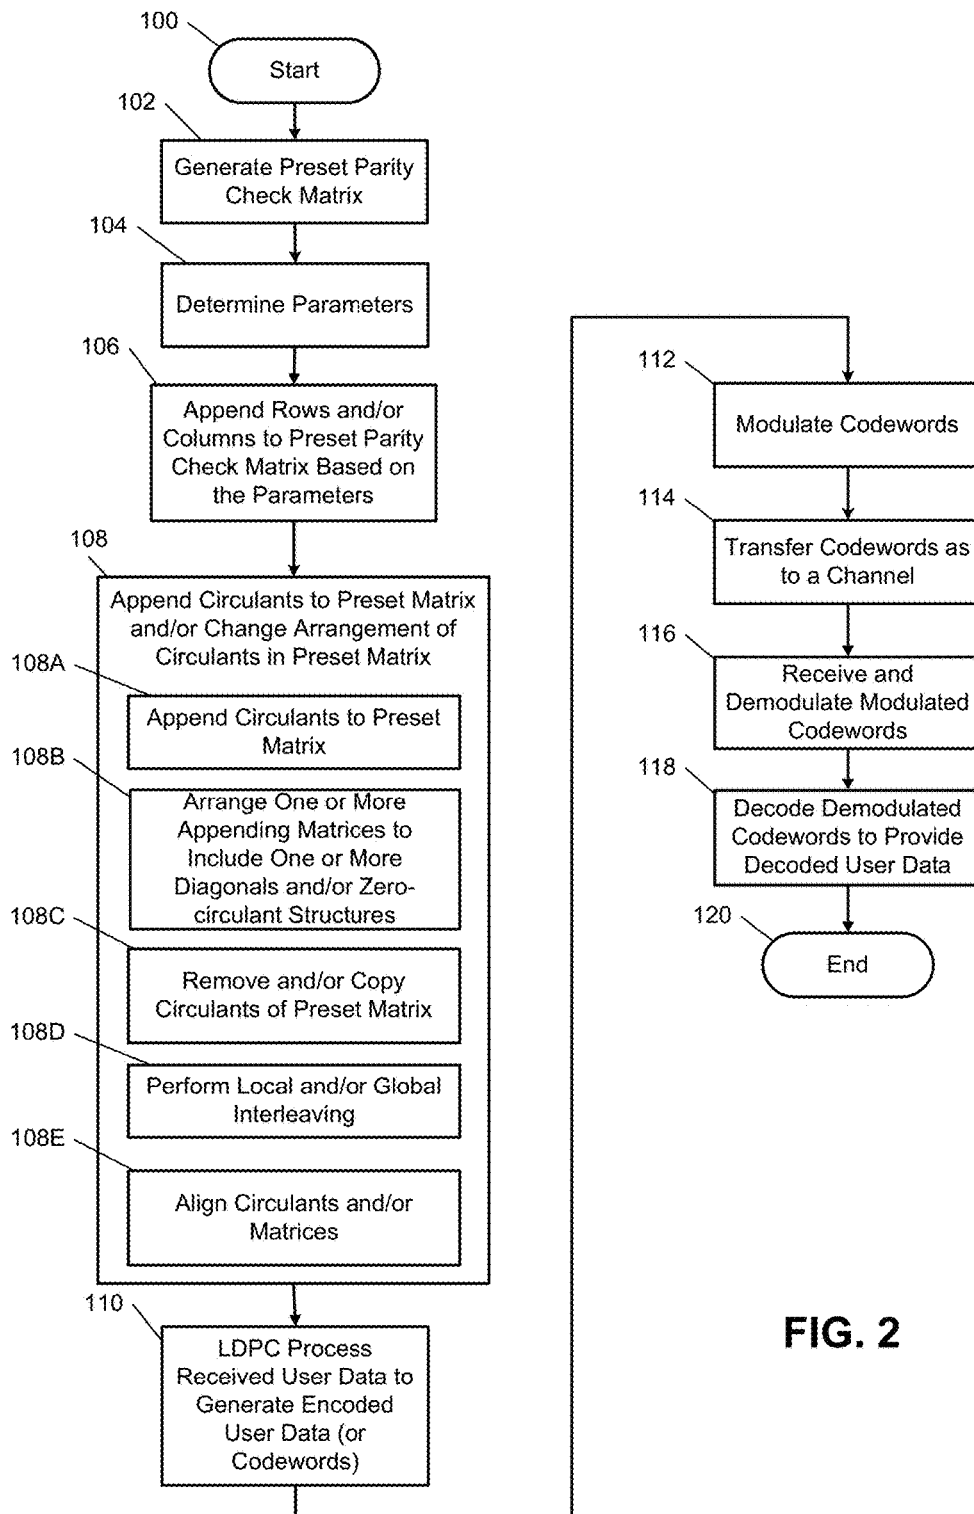 100
Start
102
Generate Preset Parity
Check Matrix
104
Determine Parameters
106
Append Rows and/or
Columns to Preset Parity
Check Matrix Based on
the Parameters
108
Append Circulants to Preset Matrix
and/or Change Arrangement of
Circulants in Preset Matrix
108A
Append Circulants to Preset
Matrix
108B
Arrange One or More
Appending Matrices to
Include One or More
Diagonals and/or Zero-
circulant Structures
108C
Remove and/or Copy
Circulants of Preset Matrix
108D
Perform Local and/or Global
Interleaving
108E
Align Circulants and/or
Matrices
110
LDPC Process
Received User Data to
Generate Encoded
User Data (or
Codewords)
112
Modulate Codewords
114
Transfer Codewords as
to a Channel
116
Receive and
Demodulate Modulated
Codewords
118
Decode Demodulated
Codewords to Provide
Decoded User Data
120
End
FIG. 2